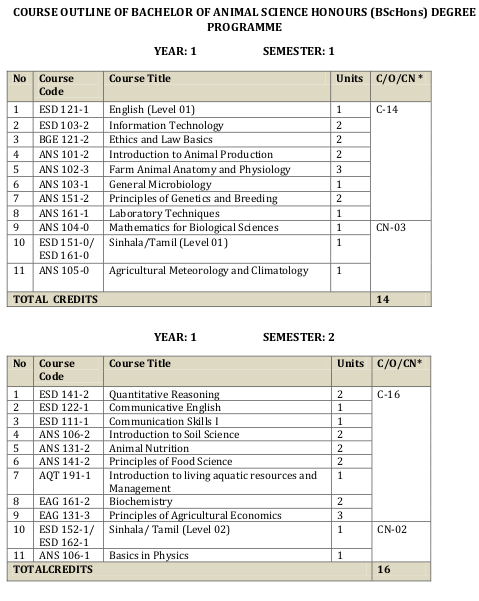 COURSE OUTLINE OF BACHELOR OF ANIMAL SCIENCE HONOURS (BScHons) DEGREE
PROGRAMME
YEAR: 1 SEMESTER: 1
No Course Code Course Title Units C/O/CN *
1 ESD 121-1 English (Level 01) 1 C-14
2 ESD 103-2 Information Technology 2
3 BGE 121-2 Ethics and Law Basics 2
4 ANS 101-2 Introduction to Animal Production 2
5 ANS 102-3 Farm Animal Anatomy and Physiology 3
6 ANS 103-1 General Microbiology 1
7 ANS 151-2 Principles of Genetics and Breeding 2
8 ANS 161-1 Laboratory Techniques 1
9 ANS 104-0 Mathematics for Biological Sciences 1 CN-03
10 ESD 151-0/ Sinhala/Tamil (Level 01) 1
ESD 161-0
11 ANS 105-0 Agricultural Meteorology and Climatology 1
TOTAL CREDITS 14
YEAR: 1 SEMESTER: 2
No Course Code Course Title Units C/O/CN*
1 ESD 141-2 Quantitative Reasoning 2 C-16
2 ESD 122-1 Communicative English 1
3 ESD 111-1 Communication Skills I 1
4 ANS 106-2 Introduction to Soil Science 2
5 ANS 131-2 Animal Nutrition 2
6 ANS 141-2 Principles of Food Science 2
7 AQT 191-1 Introduction to living aquatic resources and 1
Management
8 EAG 161-2 Biochemistry 2
9 EAG 131-3 Principles of Agricultural Economics 3
10 ESD 152-1/ Sinhala/ Tamil (Level 02) 1 CN-02
ESD 162-1
11 ANS 106-1 Basics in Physics 1
TOTALCREDITS 16